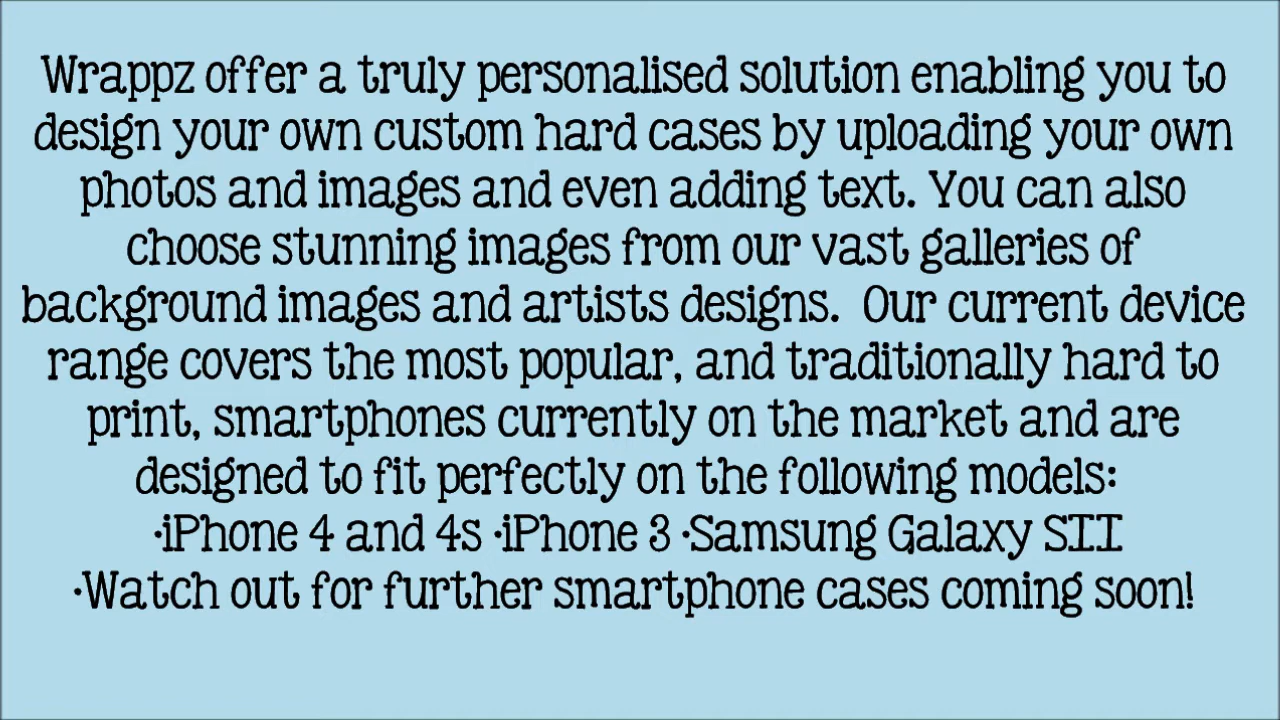 Wrappz offer a truly personalised solution enabling you to
design your own custom hard cases by uploading your own
photos and images and even adding text. You can also
choose stunning images from our vast galleries of
background images and artists designs.  Our current device
range covers the most popular, and traditionally hard to
print, smartphones currently on the market and are
designed to fit perfectly on the following models:
·iPhone 4 and 4s ·iPhone 3 ·Samsung Galaxy SII
·Watch out for further smartphone cases coming soon!